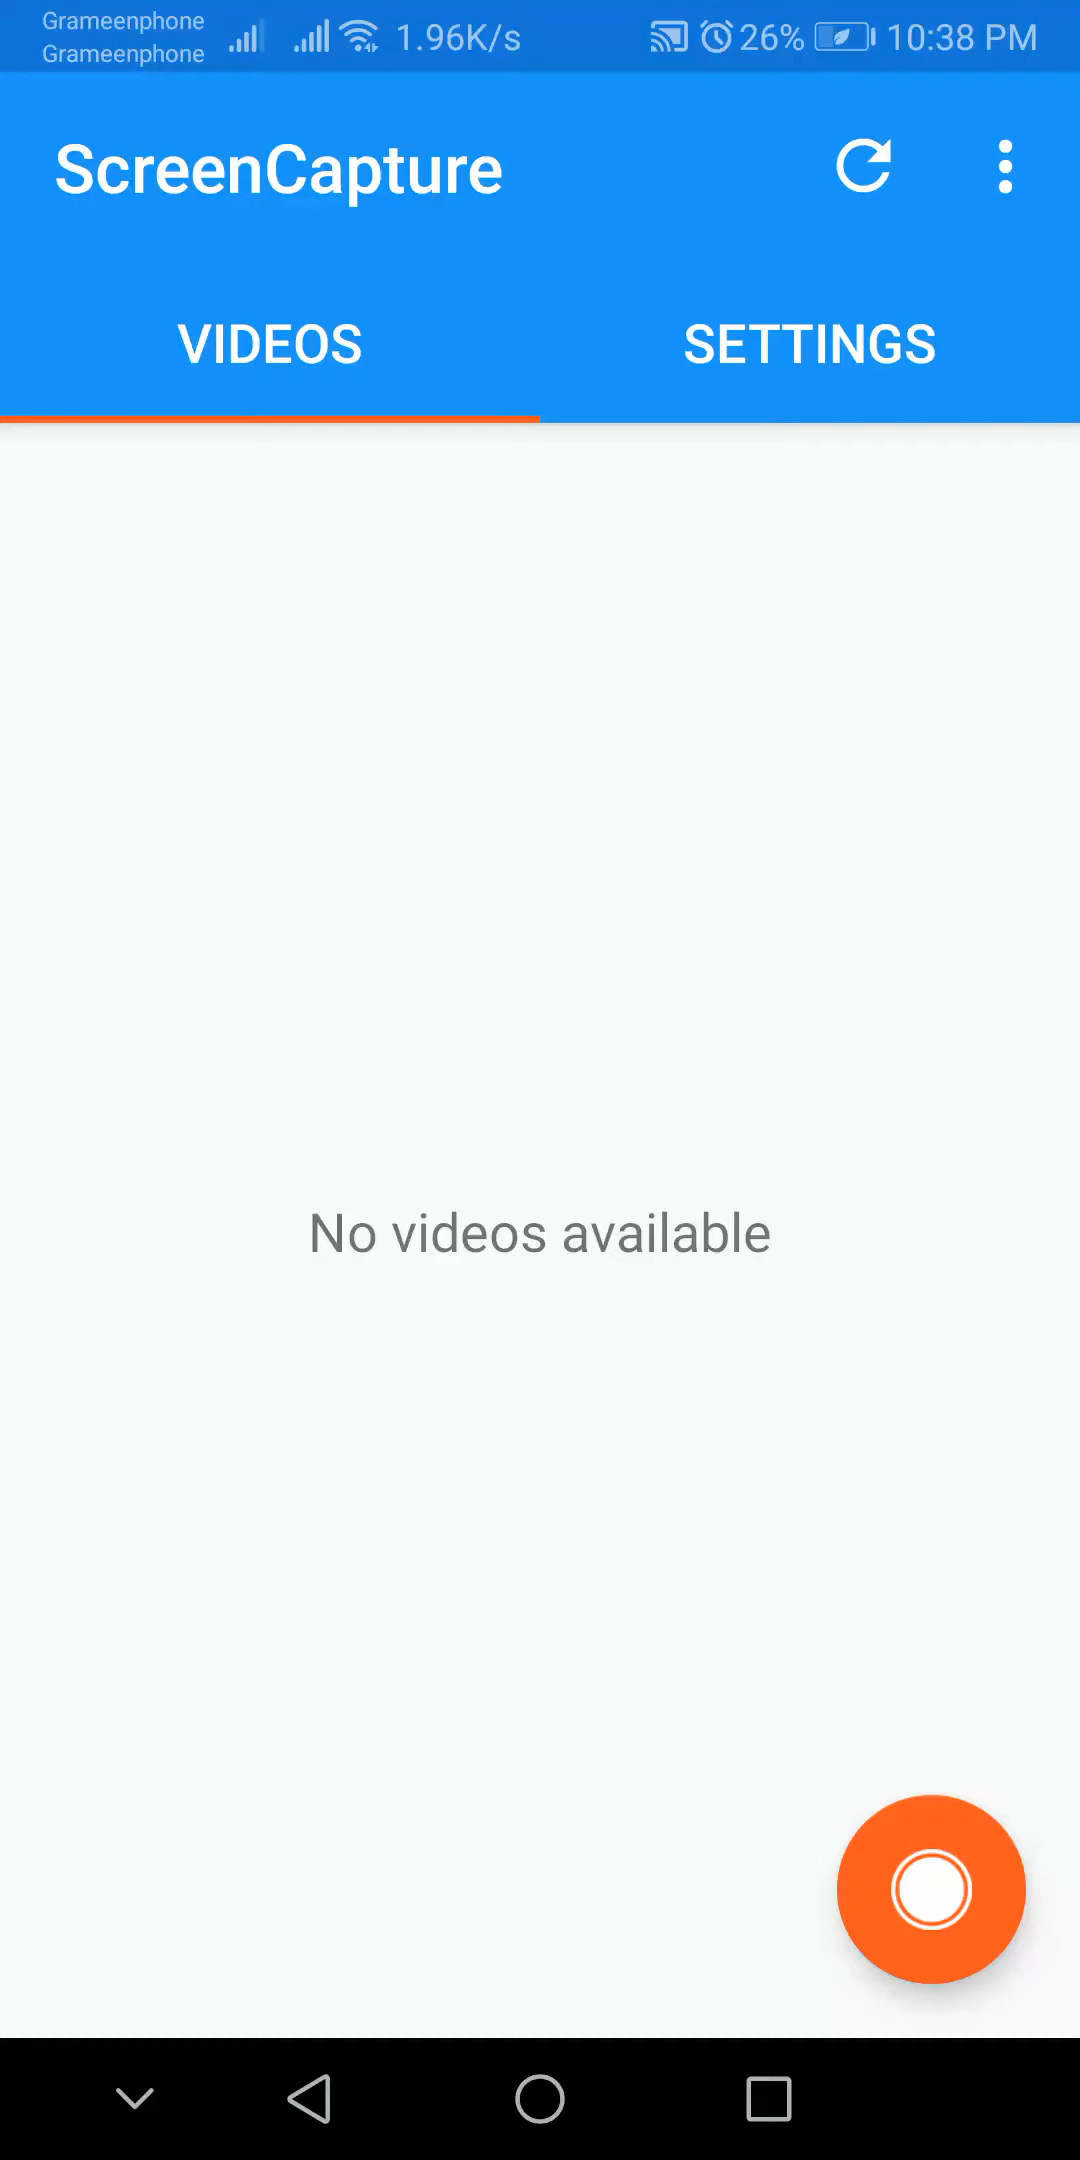 Grameenphone
Grameenphone
1.96K/s
26%
10:38 PM
ScreenCapture
VIDEOS
SETTINGS
No videos available